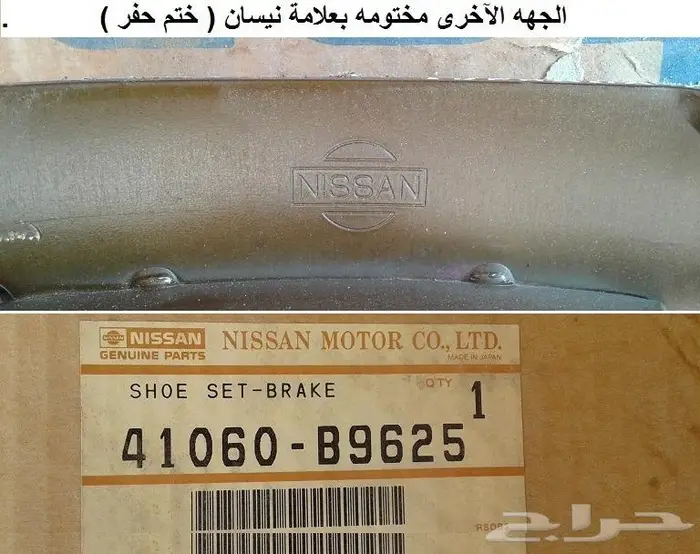 الجهه الآخرى مختومه بعلامة نيسان ( ختم حفر ) .
NISSAN
NISSAN NISSAN MOTOR CO., LTD.
GENUINE PARTS MADE IN JAPAN
SHOE SET-BRAKE QTY 1
41060-B9625
حراج